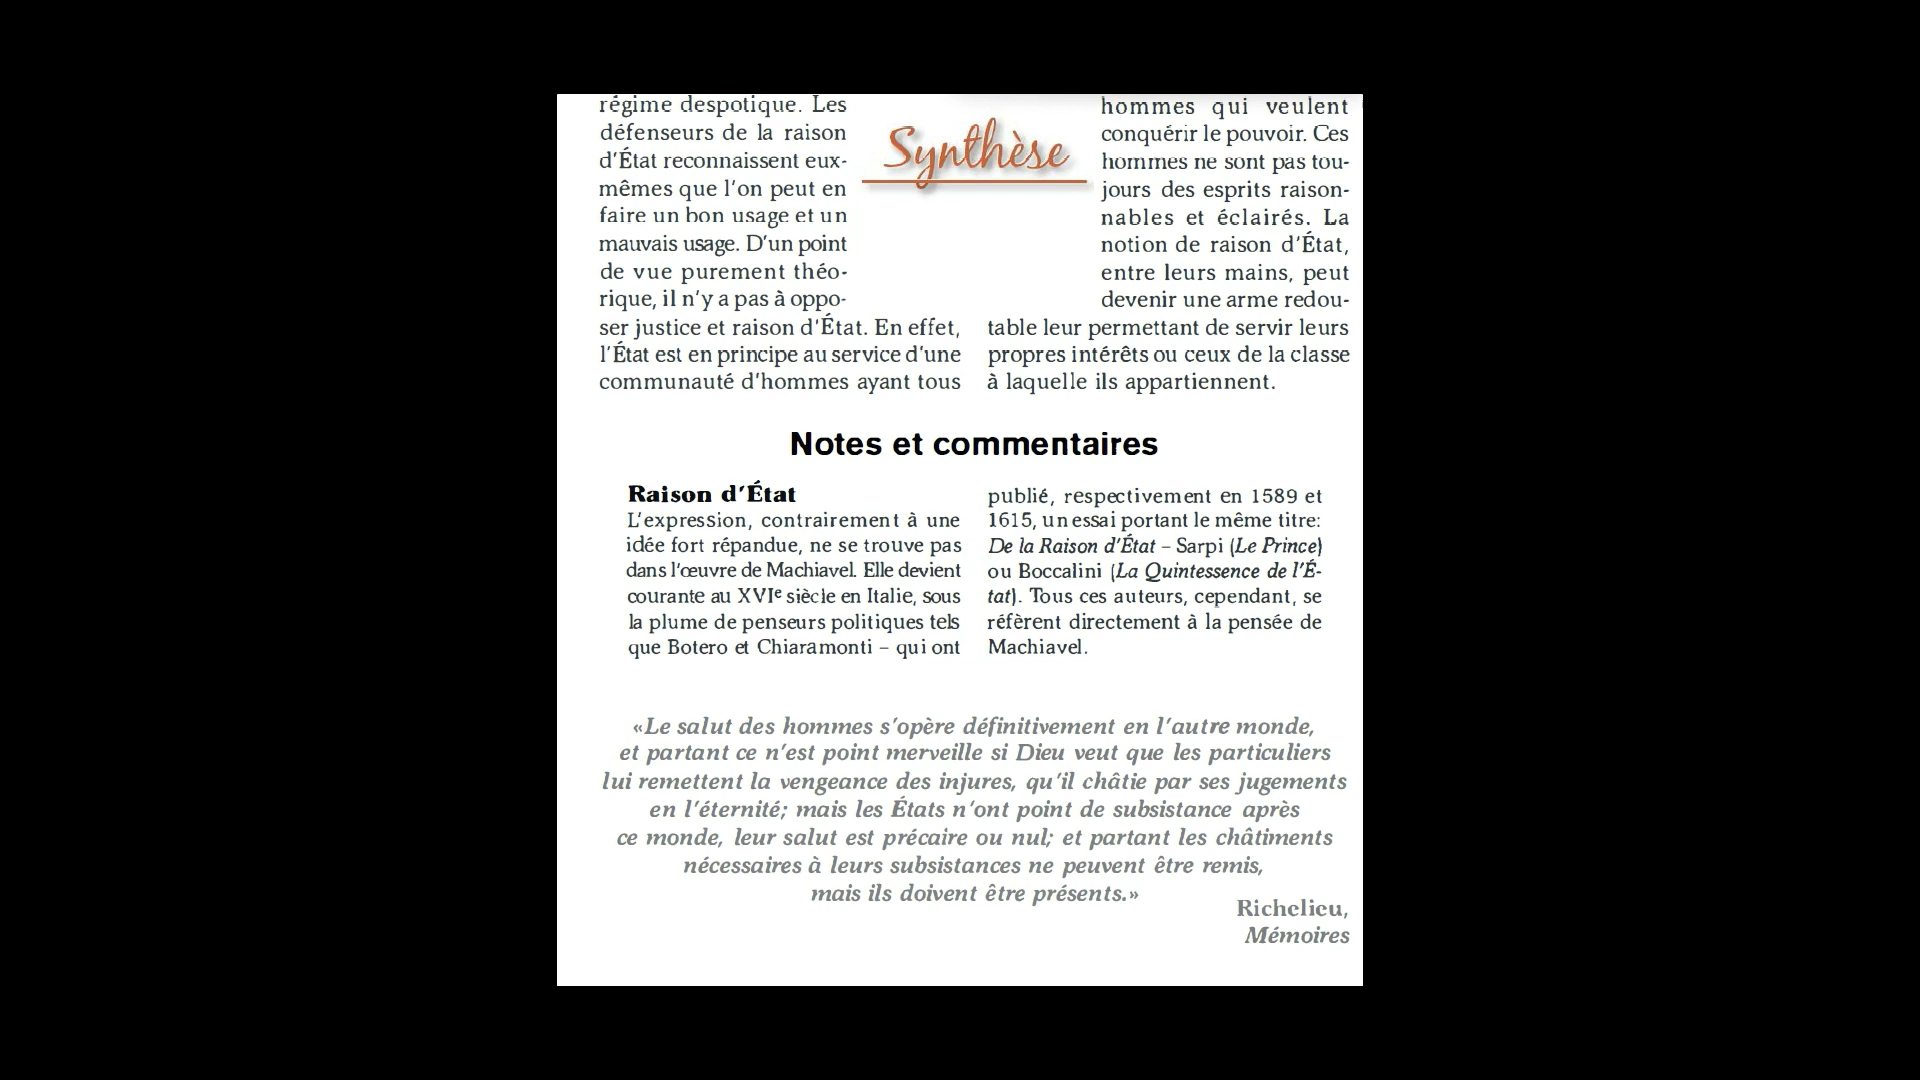 régime despotique. Les
défenseurs de la raison
d'État reconnaissent eux-
mêmes que l'on peut en
faire un bon usage et un
mauvais usage. D'un point
de vue purement théo-
rique, il n'y a pas à oppo-
ser justice et raison d'État. En effet,
l'État est en principe au service d'une
communauté d'hommes ayant tous
Synthèse
hommes qui veulent
conquérir le pouvoir. Ces
hommes ne sont pas tou-
jours des esprits raison-
nables et éclairés. La
notion de raison d'État,
entre leurs mains, peut
devenir une arme redou-
table leur permettant de servir leurs
propres intérêts ou ceux de la classe
à laquelle ils appartiennent.
Notes et commentaires
Raison d'État
L'expression, contrairement à une
idée fort répandue, ne se trouve pas
dans l'œuvre de Machiavel. Elle devient
courante au XVIe siècle en Italie, sous
la plume de penseurs politiques tels
que Botero et Chiaramonti – qui ont
publié, respectivement en 1589 et
1615, un essai portant le même titre:
De la Raison d'État – Sarpi (Le Prince)
ou Boccalini (La Quintessence de l'É-
tat). Tous ces auteurs, cependant, se
réfèrent directement à la pensée de
Machiavel.
«Le salut des hommes s'opère définitivement en l'autre monde,
et partant ce n'est point merveille si Dieu veut que les particuliers
lui remettent la vengeance des injures, qu'il châtie par ses jugements
en l'éternité; mais les États n'ont point de subsistance après
ce monde, leur salut est précaire ou nul; et partant les châtiments
nécessaires à leurs subsistances ne peuvent être remis,
mais ils doivent être présents.»
Richelieu,
Mémoires